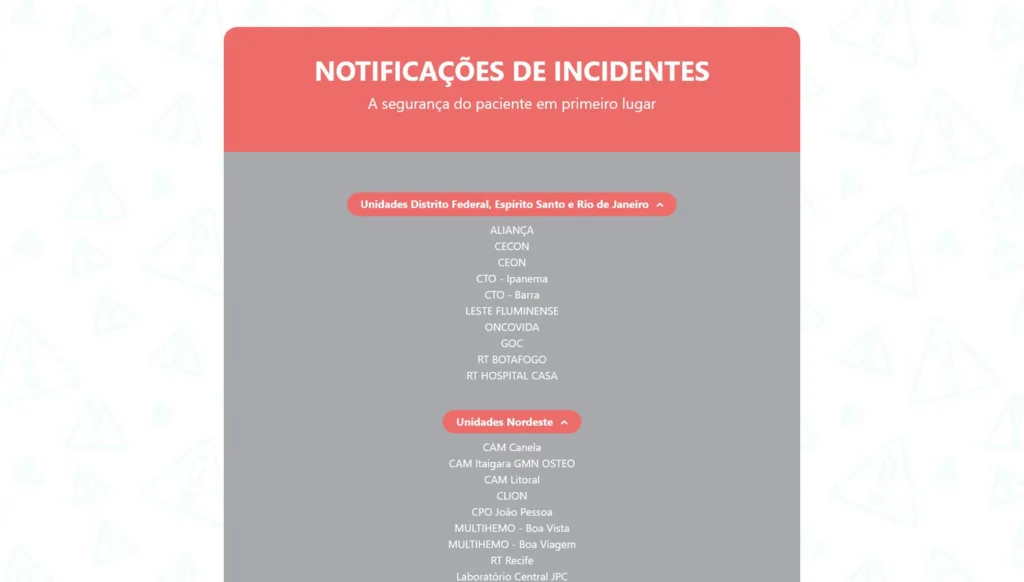 NOTIFICAÇÕES DE INCIDENTES
A segurança do paciente em primeiro lugar
Unidades Distrito Federal, Espírito Santo e Rio de Janeiro
ALIANÇA
CECON
CEON
CTO - Ipanema
CTO - Barra
LESTE FLUMINENSE
ONCOVIDA
GOC
RT BOTAFOGO
RT HOSPITAL CASA
Unidades Nordeste
CAM Canela
CAM Itaigara GMN OSTEO
CAM Litoral
CLION
CPO João Pessoa
MULTIHEMO - Boa Vista
MULTIHEMO - Boa Viagem
RT Recife
Laboratório Central JPC